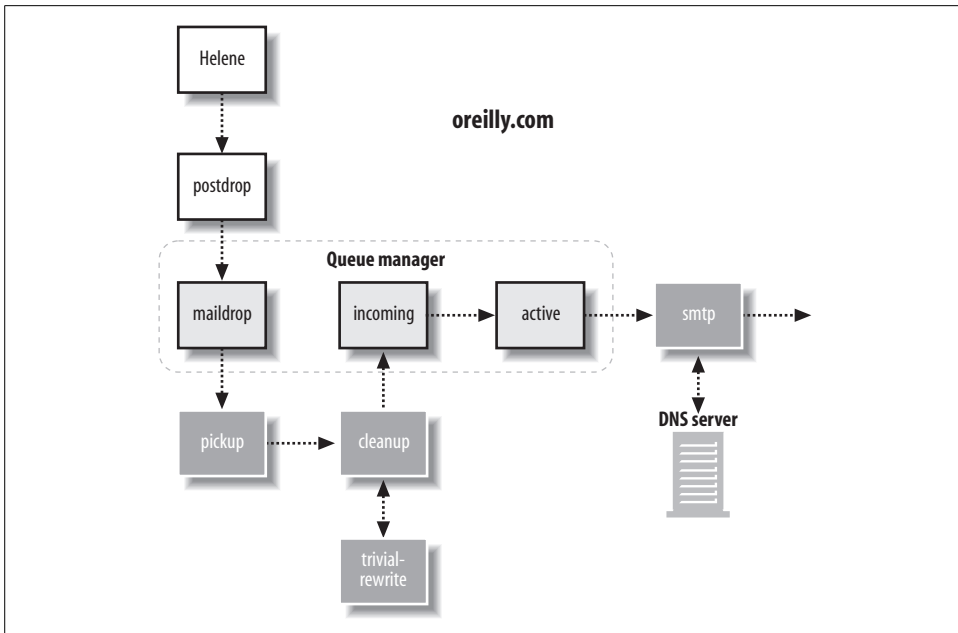 Helene
oreilly.com
postdrop
Queue manager
maildrop
incoming
active
smtp
DNS server
pickup
cleanup
trivial-
rewrite